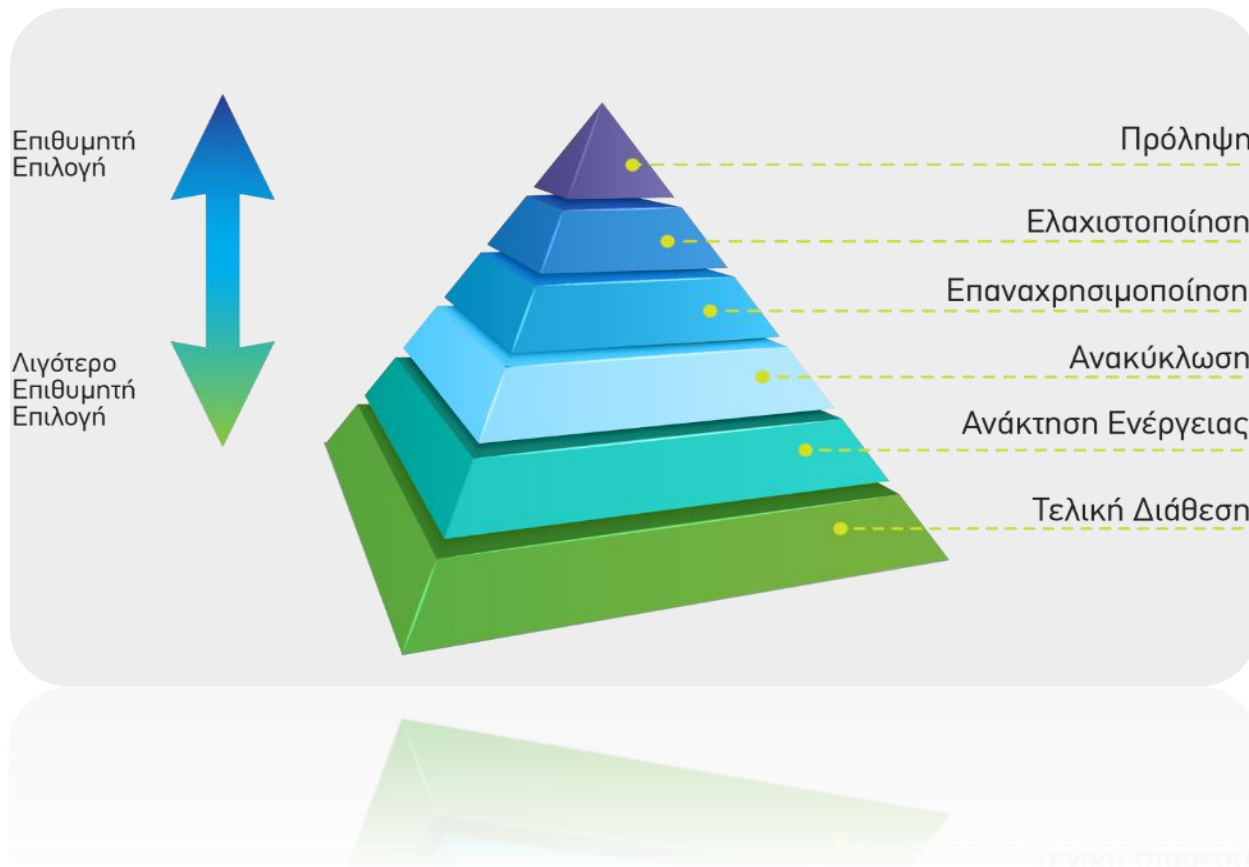 Επιθυμητή
Επιλογή
Λιγότερο
Επιθυμητή
Επιλογή
Πρόληψη
Ελαχιστοποίηση
Επαναχρησιμοποίηση
Ανακύκλωση
Ανάκτηση Ενέργειας
Τελική Διάθεση